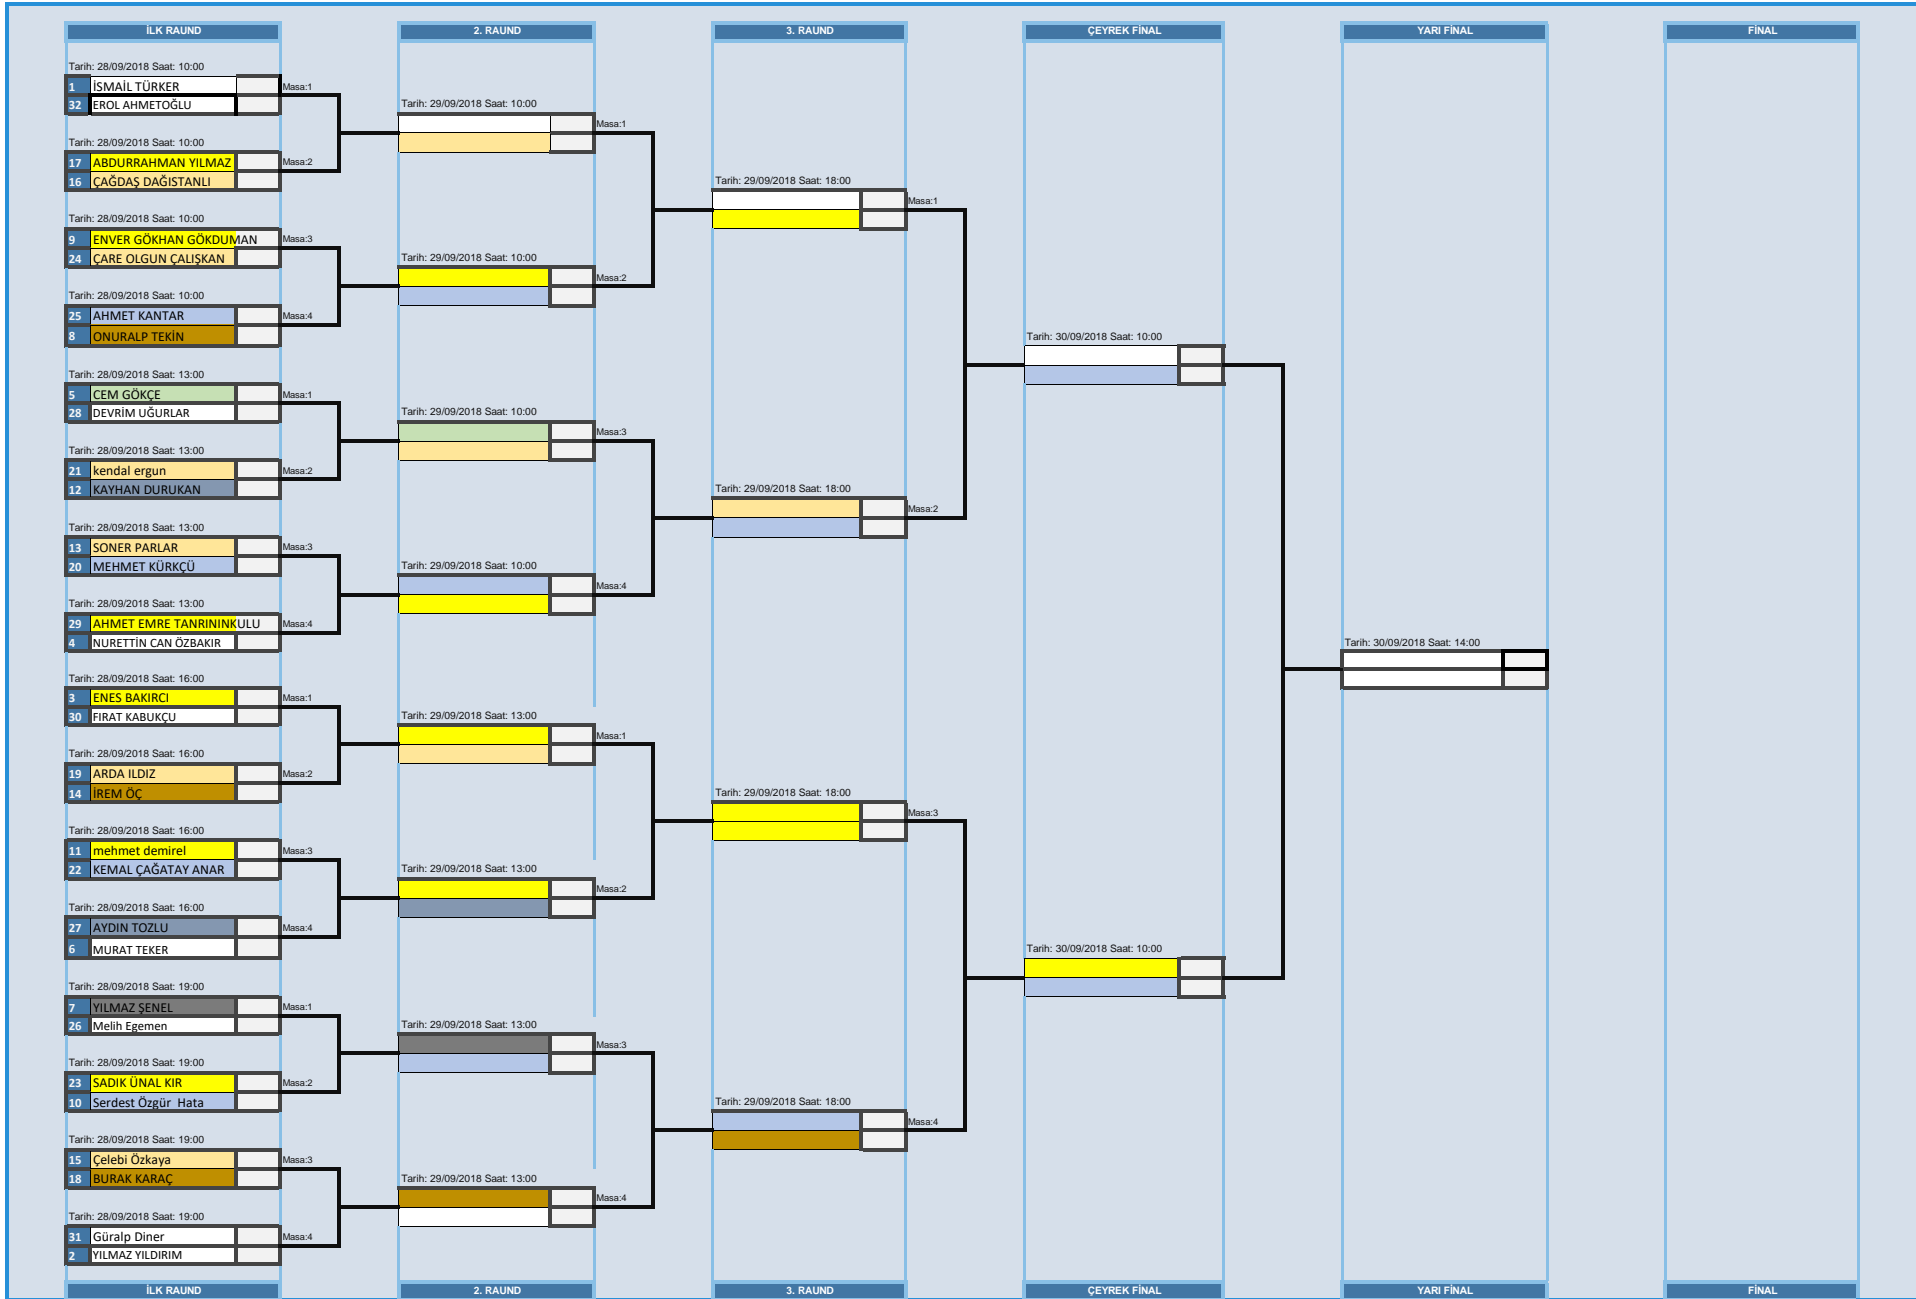 İLK RAUND
2. RAUND
3. RAUND
ÇEYREK FİNAL
YARI FİNAL
FİNAL
Tarih: 28/09/2018 Saat: 10:00
1 İSMAİL TÜRKER Masa:1
32 EROL AHMETOĞLU
Tarih: 28/09/2018 Saat: 10:00
17 ABDURRAHMAN YILMAZ Masa:2
16 ÇAĞDAŞ DAĞISTANLI
Tarih: 28/09/2018 Saat: 10:00
9 ENVER GÖKHAN GÖKDUMAN Masa:3
24 ÇARE OLGUN ÇALIŞKAN
Tarih: 28/09/2018 Saat: 10:00
25 AHMET KANTAR Masa:4
8 ONURALP TEKİN
Tarih: 28/09/2018 Saat: 13:00
5 CEM GÖKÇE Masa:1
28 DEVRİM UĞURLAR
Tarih: 28/09/2018 Saat: 13:00
21 kendal ergun Masa:2
12 KAYHAN DURUKAN
Tarih: 28/09/2018 Saat: 13:00
13 SONER PARLAR Masa:3
20 MEHMET KÜRKÇÜ
Tarih: 28/09/2018 Saat: 13:00
29 AHMET EMRE TANRININKULU Masa:4
4 NURETTİN CAN ÖZBAKIR
Tarih: 28/09/2018 Saat: 16:00
3 ENES BAKIRCI Masa:1
30 FIRAT KABUKÇU
Tarih: 28/09/2018 Saat: 16:00
19 ARDA ILDIZ Masa:2
14 İREM ÖÇ
Tarih: 28/09/2018 Saat: 16:00
11 mehmet demirel Masa:3
22 KEMAL ÇAĞATAY ANAR
Tarih: 28/09/2018 Saat: 16:00
27 AYDIN TOZLU Masa:4
6 MURAT TEKER
Tarih: 28/09/2018 Saat: 19:00
7 YILMAZ ŞENEL Masa:1
26 Melih Egemen
Tarih: 28/09/2018 Saat: 19:00
23 SADIK ÜNAL KIR Masa:2
10 Serdest Özgür Hata
Tarih: 28/09/2018 Saat: 19:00
15 Çelebi Özkaya Masa:3
18 BURAK KARAÇ
Tarih: 28/09/2018 Saat: 19:00
31 Güralp Diner Masa:4
2 YILMAZ YILDIRIM
Tarih: 29/09/2018 Saat: 10:00
Masa:1
Tarih: 29/09/2018 Saat: 10:00
Masa:2
Tarih: 29/09/2018 Saat: 10:00
Masa:3
Tarih: 29/09/2018 Saat: 10:00
Masa:4
Tarih: 29/09/2018 Saat: 13:00
Masa:1
Tarih: 29/09/2018 Saat: 13:00
Masa:2
Tarih: 29/09/2018 Saat: 13:00
Masa:3
Tarih: 29/09/2018 Saat: 13:00
Masa:4
Tarih: 29/09/2018 Saat: 18:00
Masa:1
Tarih: 29/09/2018 Saat: 18:00
Masa:2
Tarih: 29/09/2018 Saat: 18:00
Masa:3
Tarih: 29/09/2018 Saat: 18:00
Masa:4
Tarih: 30/09/2018 Saat: 10:00
Tarih: 30/09/2018 Saat: 10:00
Tarih: 30/09/2018 Saat: 14:00
İLK RAUND
2. RAUND
3. RAUND
ÇEYREK FİNAL
YARI FİNAL
FİNAL